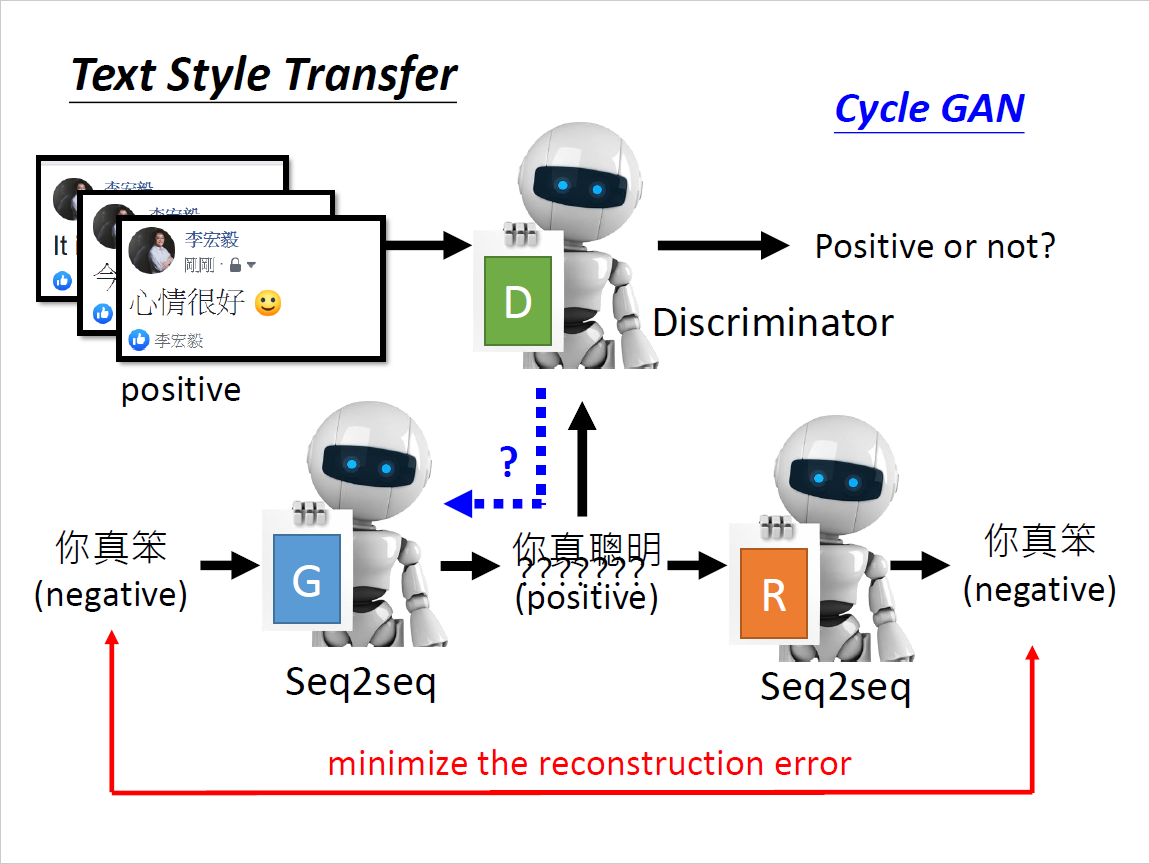 Text Style Transfer
Cycle GAN
李宏毅
It i
李宏毅
今
李宏毅
剛剛 ·
心情很好 🙂
李宏毅
positive
D
Positive or not?
Discriminator
?
你真笨
(negative)
G
Seq2seq
你真聰明
???????
(positive)
R
Seq2seq
你真笨
(negative)
minimize the reconstruction error